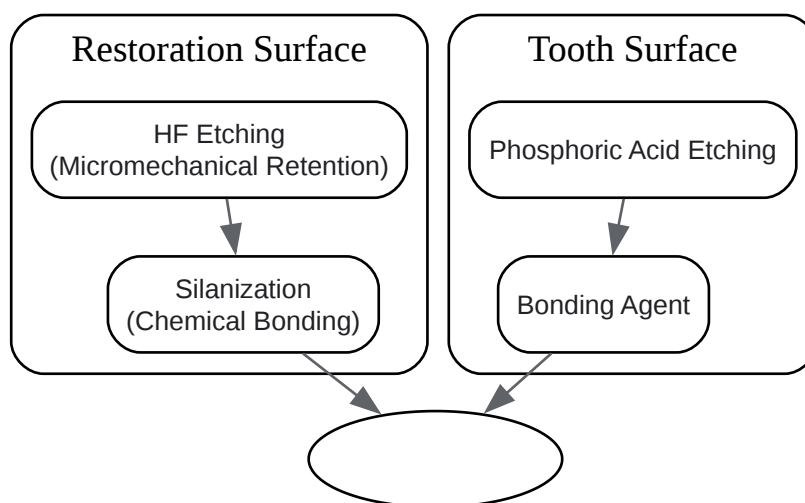 Restoration Surface
HF Etching
(Micromechanical Retention)
Silanization
(Chemical Bonding)
Tooth Surface
Phosphoric Acid Etching
Bonding Agent